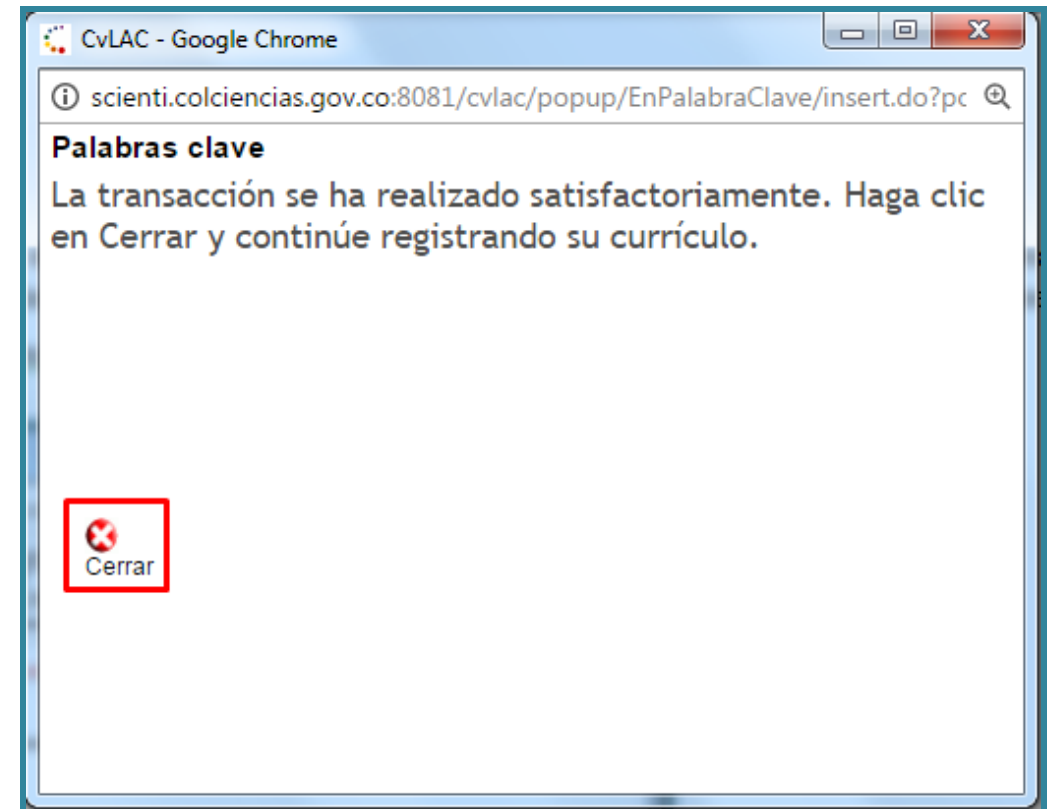 CvLAC - Google Chrome
scienti.colciencias.gov.co:8081/cvlac/popup/EnPalabraClave/insert.do?pc
Palabras clave
La transacción se ha realizado satisfactoriamente. Haga clic
en Cerrar y continúe registrando su currículo.
Cerrar